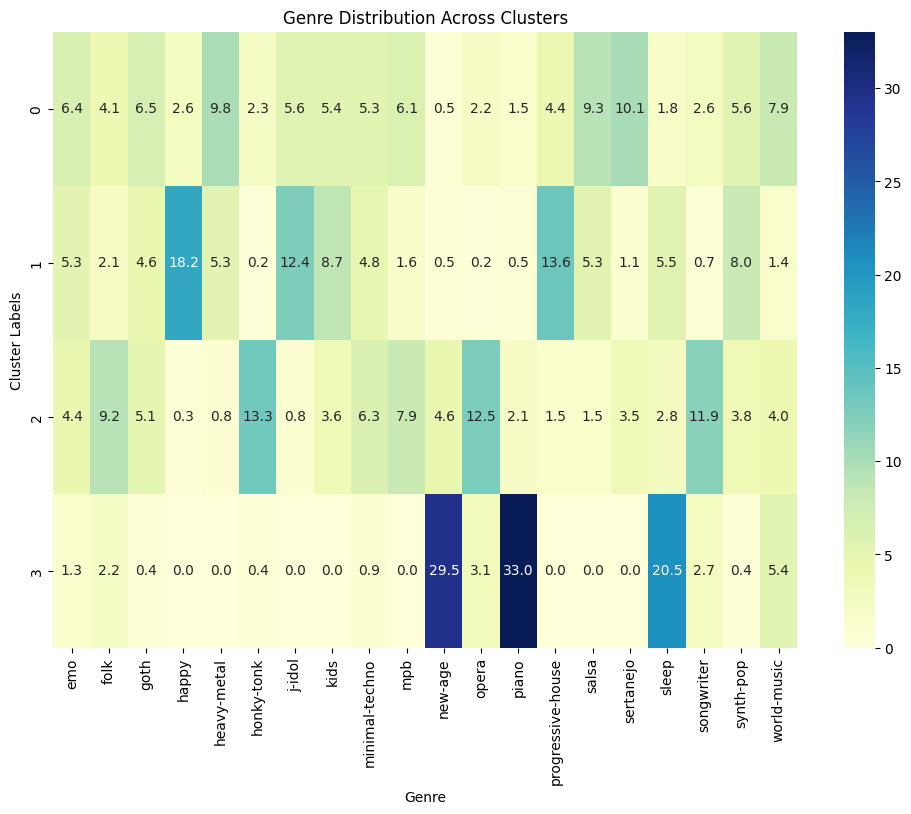 Genre Distribution Across Clusters
Cluster Labels
0 6.4 4.1 6.5 2.6 9.8 2.3 5.6 5.4 5.3 6.1 0.5 2.2 1.5 4.4 9.3 10.1 1.8 2.6 5.6 7.9
1 5.3 2.1 4.6 18.2 5.3 0.2 12.4 8.7 4.8 1.6 0.5 0.2 0.5 13.6 5.3 1.1 5.5 0.7 8.0 1.4
2 4.4 9.2 5.1 0.3 0.8 13.3 0.8 3.6 6.3 7.9 4.6 12.5 2.1 1.5 1.5 3.5 2.8 11.9 3.8 4.0
3 1.3 2.2 0.4 0.0 0.0 0.4 0.0 0.0 0.9 0.0 29.5 3.1 33.0 0.0 0.0 0.0 20.5 2.7 0.4 5.4
emo
folk
goth
happy
heavy-metal
honky-tonk
j-idol
kids
minimal-techno
mpb
new-age
opera
piano
progressive-house
salsa
sertanejo
sleep
songwriter
synth-pop
world-music
Genre
30
25
20
15
10
5
0